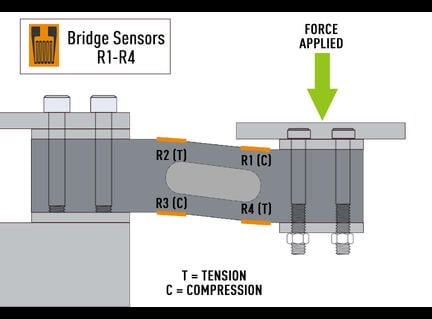 Bridge Sensors
R1-R4
FORCE
APPLIED
R2 (T)
R1 (C)
R3 (C)
R4 (T)
T = TENSION
C = COMPRESSION